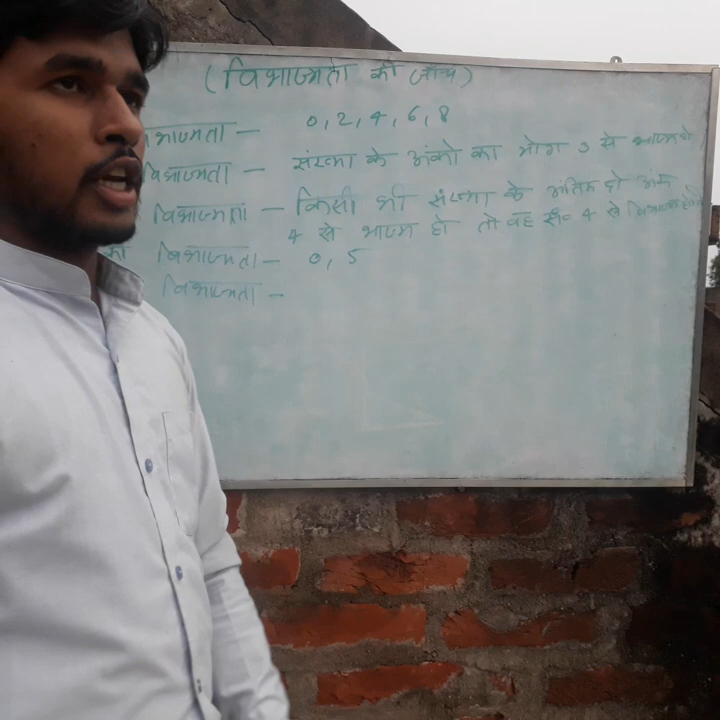 (विभाज्यता की जाँच)
भाज्यता — 0, 2, 4, 6, 8
विभाज्यता — संख्या के अंको का योग 3 से भाज्य हो
विभाज्यता — किसी भी संख्या के अंतिम दो अंक
4 से भाज्य हो तो वह सं० 4 से विभाज्य होगी
का विभाज्यता — 0, 5
विभाज्यता —